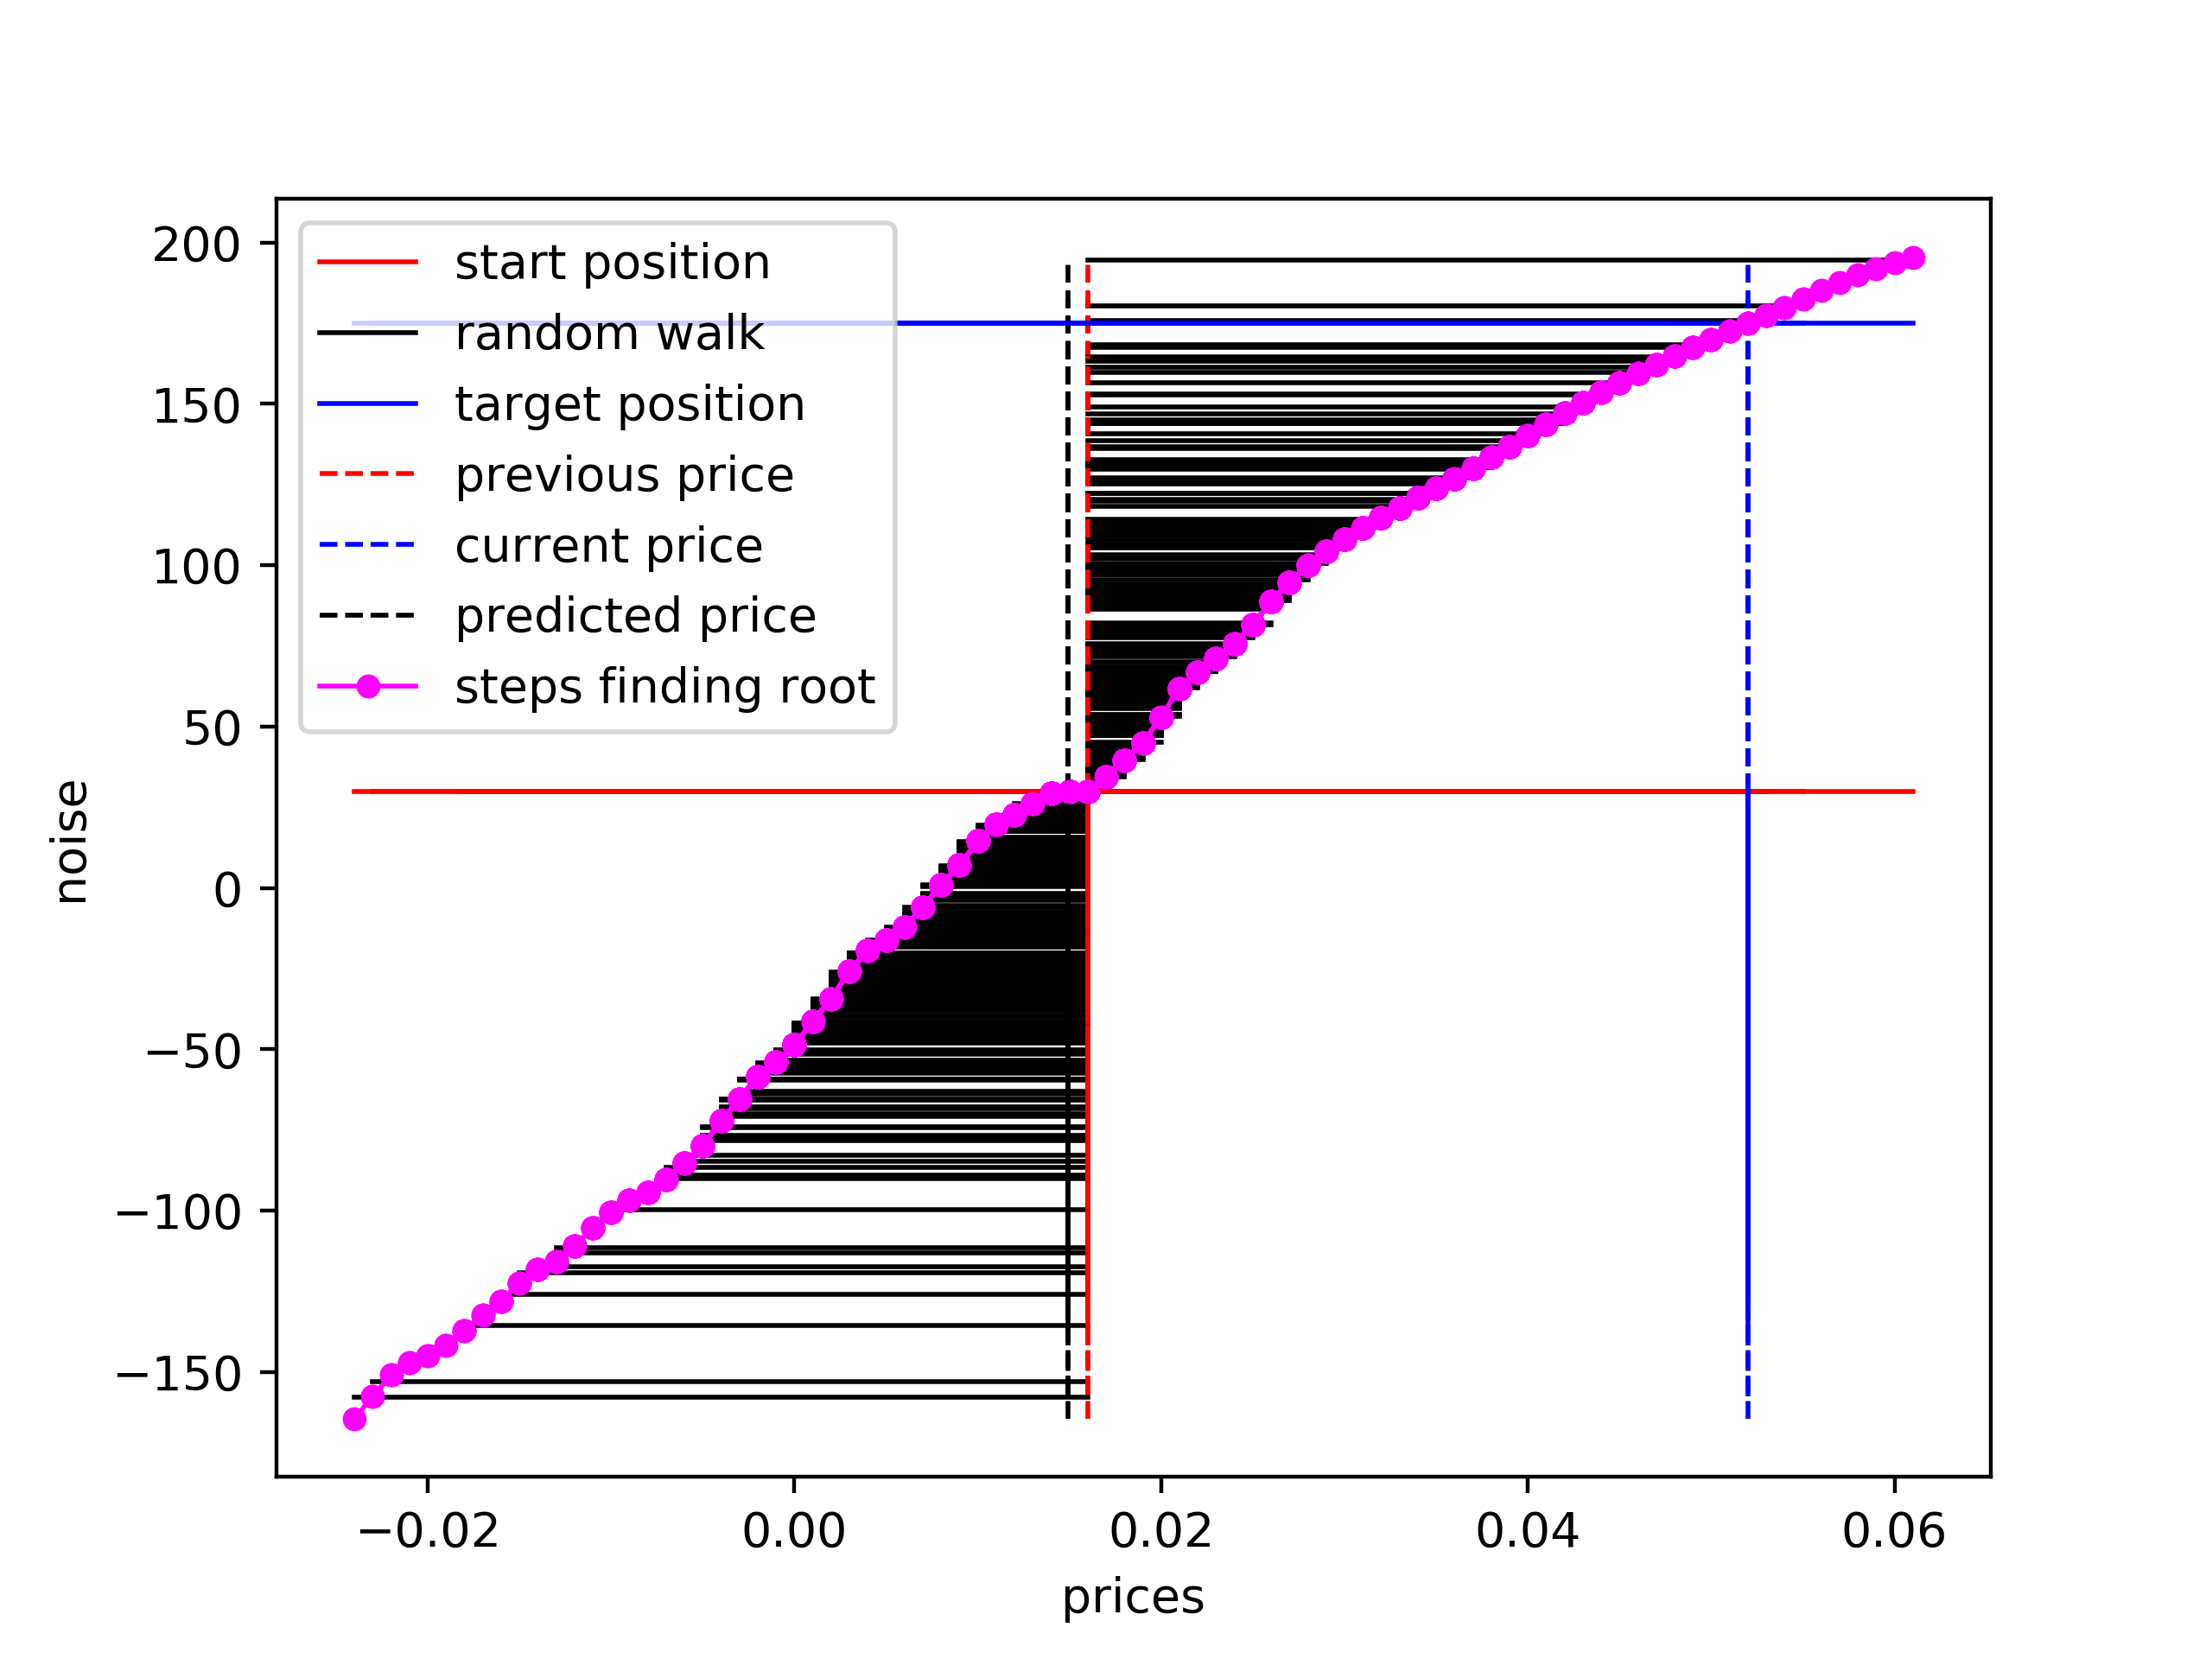 200
150
100
50
0
−50
−100
−150
noise
start position
random walk
target position
previous price
current price
predicted price
steps finding root
−0.02 0.00 0.02 0.04 0.06
prices